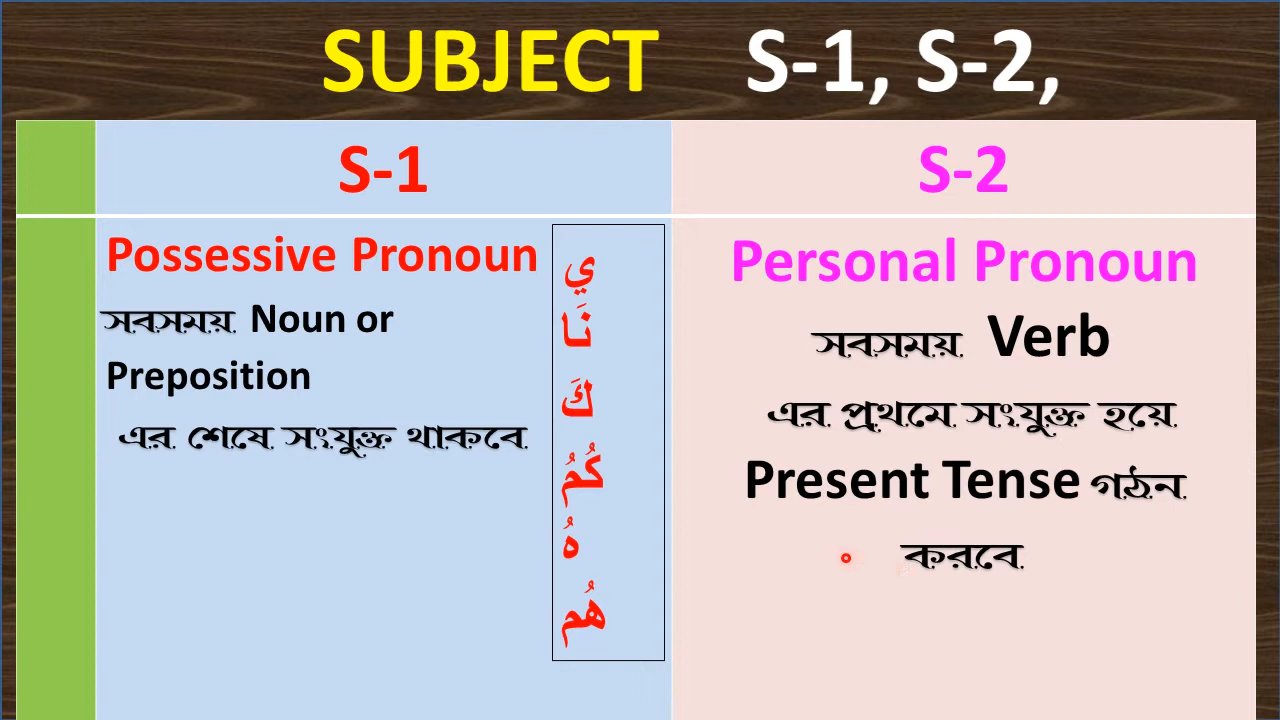 SUBJECT S-1, S-2,
S-1
S-2
Possessive Pronoun
সবসময় Noun or
Preposition
এর শেষে সংযুক্ত থাকবে
ي
نَا
كَ
كُمُ
هُ
هُمُ
Personal Pronoun
সবসময় Verb
এর প্রথমে সংযুক্ত হয়ে
Present Tense গঠন
করবে